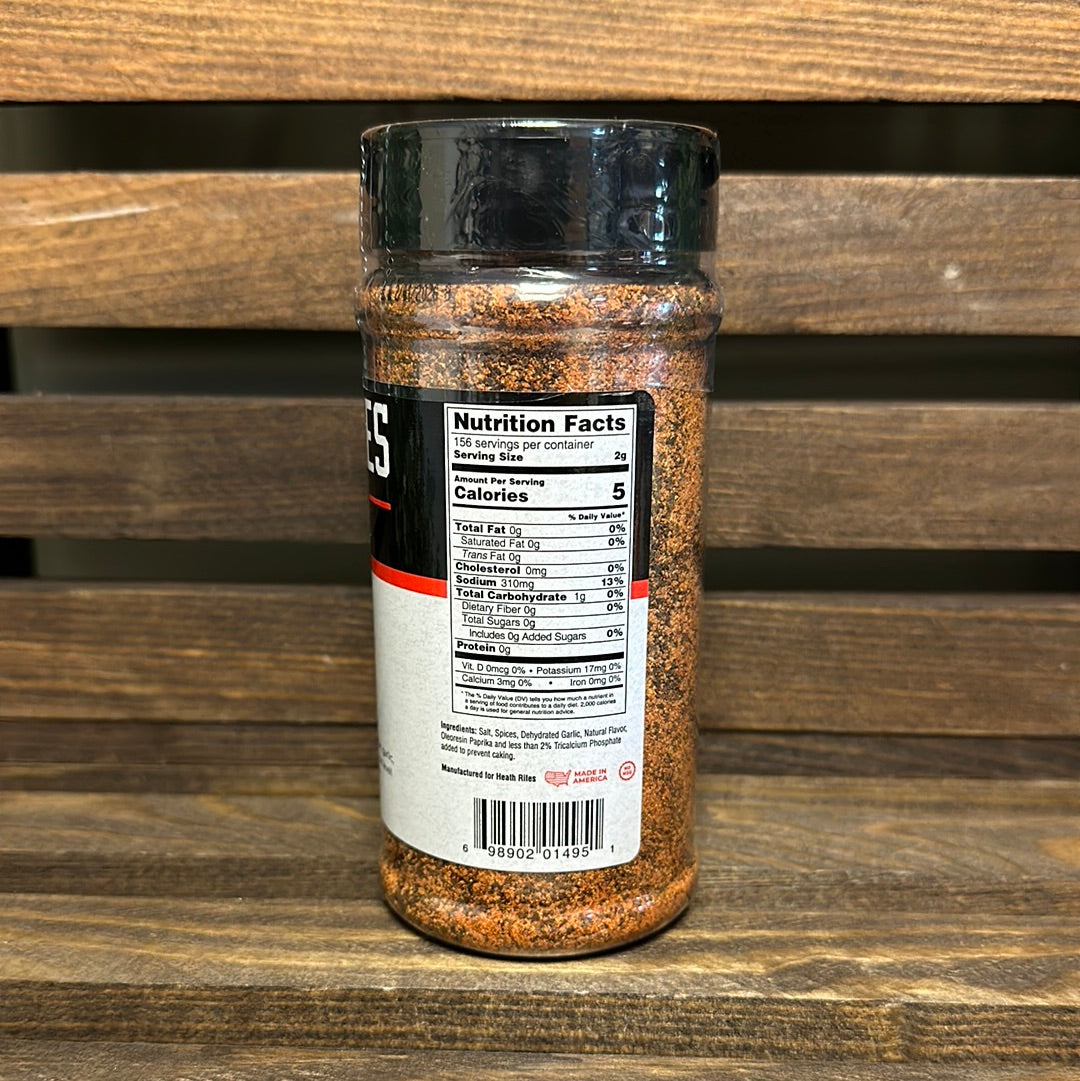 ES
Nutrition Facts
156 servings per container
Serving Size 2g
Amount Per Serving
Calories 5
% Daily Value*
Total Fat 0g 0%
Saturated Fat 0g 0%
Trans Fat 0g
Cholesterol 0mg 0%
Sodium 310mg 13%
Total Carbohydrate 1g 0%
Dietary Fiber 0g 0%
Total Sugars 0g
Includes 0g Added Sugars 0%
Protein 0g
Vit. D 0mcg 0% • Potassium 17mg 0%
Calcium 3mg 0% • Iron 0mg 0%
* The % Daily Value (DV) tells you how much a nutrient in
a serving of food contributes to a daily diet. 2,000 calories
a day is used for general nutrition advice.
Ingredients: Salt, Spices, Dehydrated Garlic, Natural Flavor,
Oleoresin Paprika and less than 2% Tricalcium Phosphate
added to prevent caking.
Manufactured for Heath Riles
MADE IN
AMERICA
NO
MSG
6 98902 01495 1